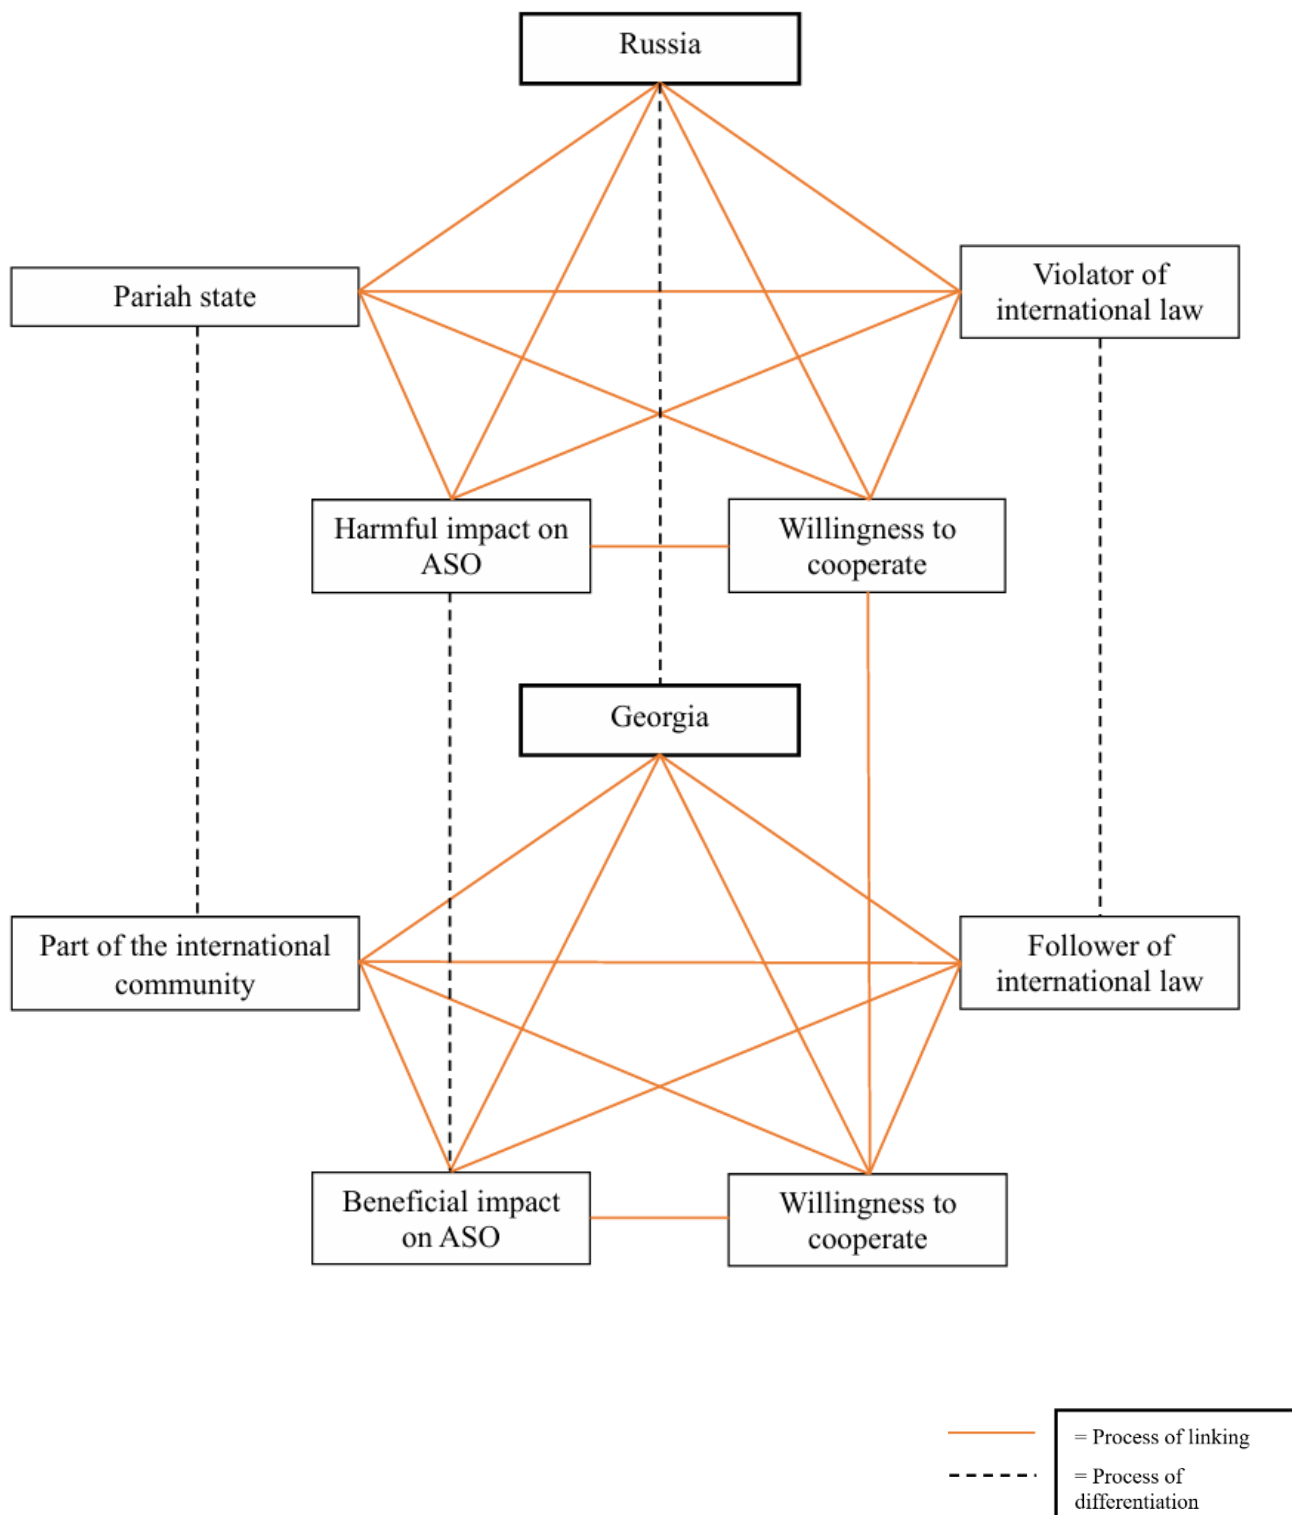 Russia
Pariah state
Violator of
international law
Harmful impact on
ASO
Willingness to
cooperate
Georgia
Part of the international
community
Follower of
international law
Beneficial impact
on ASO
Willingness to
cooperate
= Process of linking
= Process of
differentiation